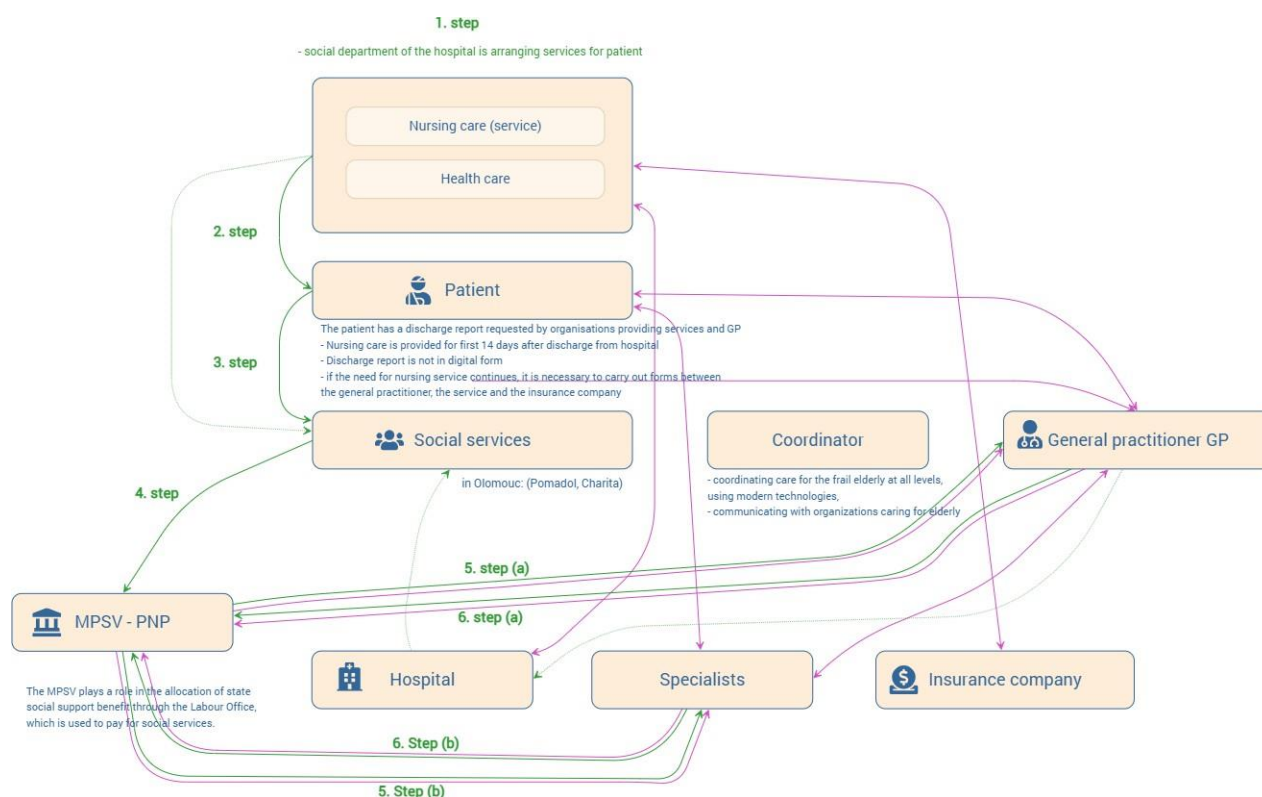 1. step
- social department of the hospital is arranging services for patient
Nursing care (service)
Health care
2. step
Patient
The patient has a discharge report requested by organisations providing services and GP
- Nursing care is provided for first 14 days after discharge from hospital
- Discharge report is not in digital form
- if the need for nursing service continues, it is necessary to carry out forms between
the general practitioner, the service and the insurance company
3. step
Social services
in Olomouc: (Pomadol, Charita)
Coordinator
- coordinating care for the frail elderly at all levels,
using modern technologies,
- communicating with organizations caring for elderly
General practitioner GP
4. step
5. step (a)
6. step (a)
MPSV - PNP
The MPSV plays a role in the allocation of state
social support benefit through the Labour Office,
which is used to pay for social services.
Hospital
Specialists
Insurance company
6. Step (b)
5. Step (b)